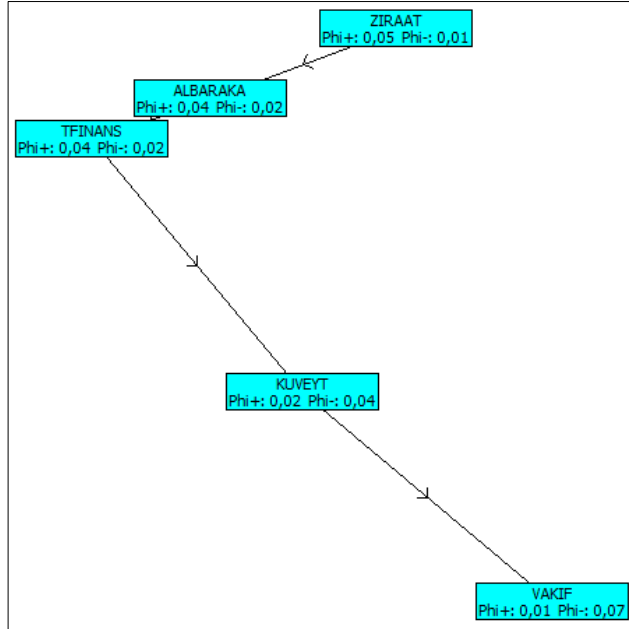 ZIRAAT
Phi+: 0,05 Phi-: 0,01
ALBARAKA
Phi+: 0,04 Phi-: 0,02
TFINANS
Phi+: 0,04 Phi-: 0,02
KUVEYT
Phi+: 0,02 Phi-: 0,04
VAKIF
Phi+: 0,01 Phi-: 0,07